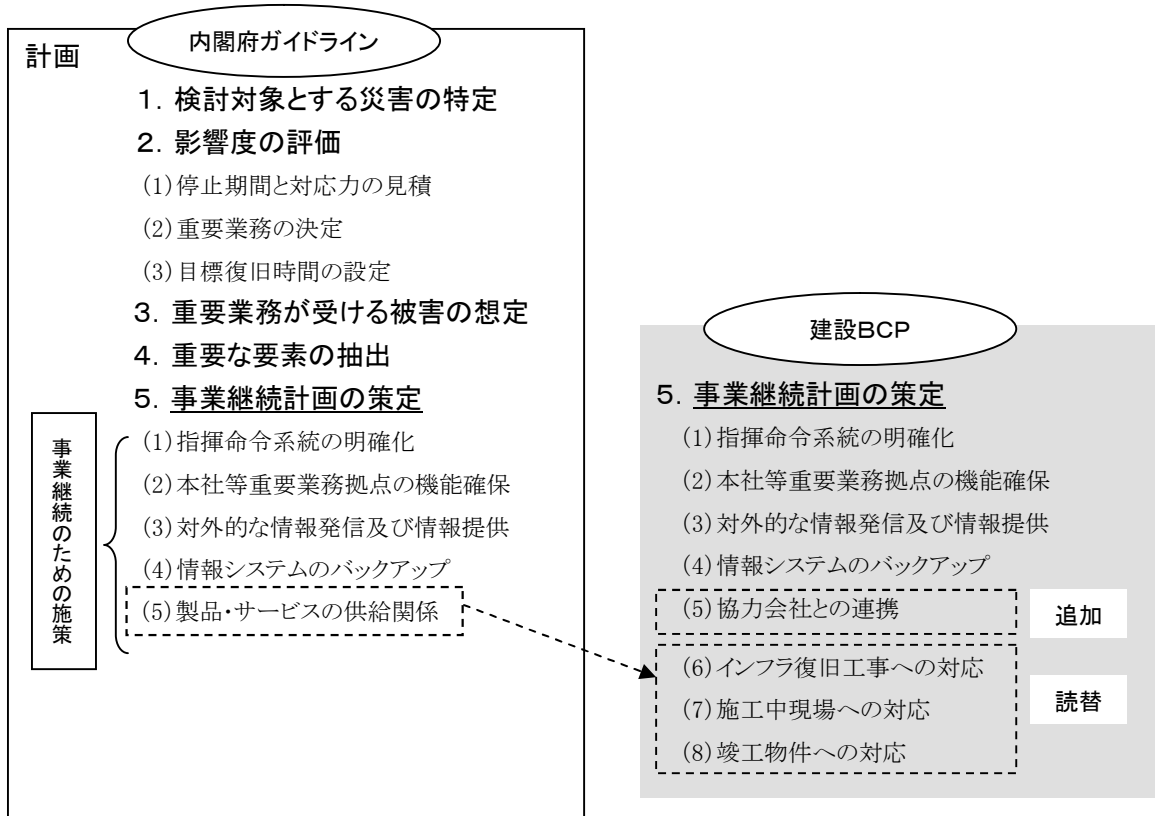 内閣府ガイドライン
計画
１．検討対象とする災害の特定
２．影響度の評価
(1)停止期間と対応力の見積
(2)重要業務の決定
(3)目標復旧時間の設定
３．重要業務が受ける被害の想定
４．重要な要素の抽出
５．事業継続計画の策定
事業継続のための施策
(1)指揮命令系統の明確化
(2)本社等重要業務拠点の機能確保
(3)対外的な情報発信及び情報提供
(4)情報システムのバックアップ
(5)製品・サービスの供給関係
建設ＢＣＰ
５．事業継続計画の策定
(1)指揮命令系統の明確化
(2)本社等重要業務拠点の機能確保
(3)対外的な情報発信及び情報提供
(4)情報システムのバックアップ
(5)協力会社との連携
追加
(6)インフラ復旧工事への対応
(7)施工中現場への対応
読替
(8)竣工物件への対応